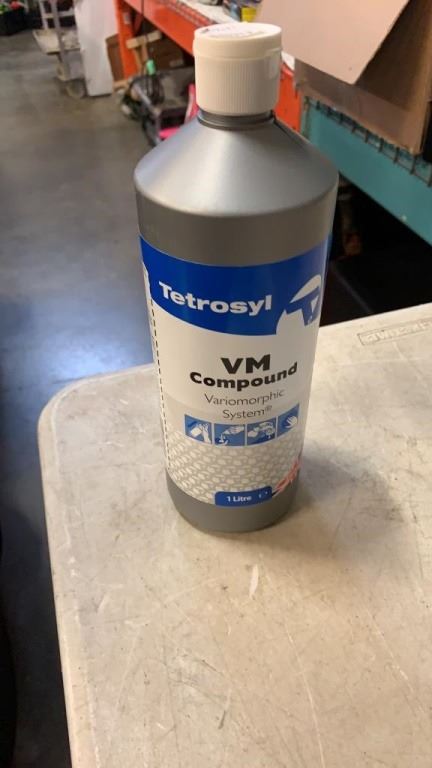 Tetrosyl
VM
Compound
Variomorphic
System®
1 Litre ℮